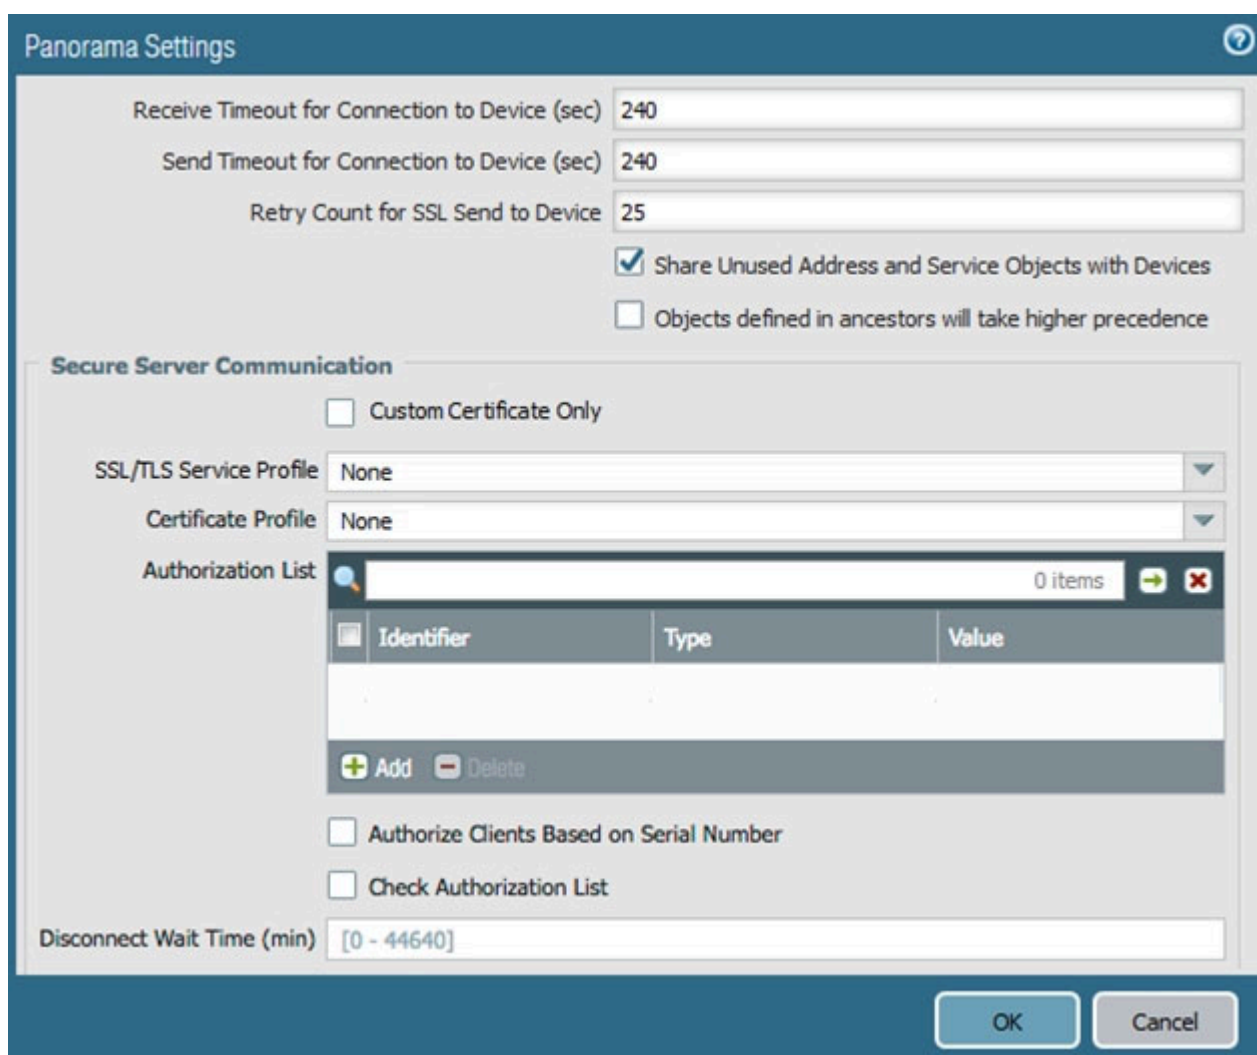 Panorama Settings
Receive Timeout for Connection to Device (sec) 240
Send Timeout for Connection to Device (sec) 240
Retry Count for SSL Send to Device 25
Share Unused Address and Service Objects with Devices
Objects defined in ancestors will take higher precedence
Secure Server Communication
Custom Certificate Only
SSL/TLS Service Profile None
Certificate Profile None
Authorization List 0 items
Identifier Type Value
Add Delete
Authorize Clients Based on Serial Number
Check Authorization List
Disconnect Wait Time (min) [0 - 44640]
OK Cancel